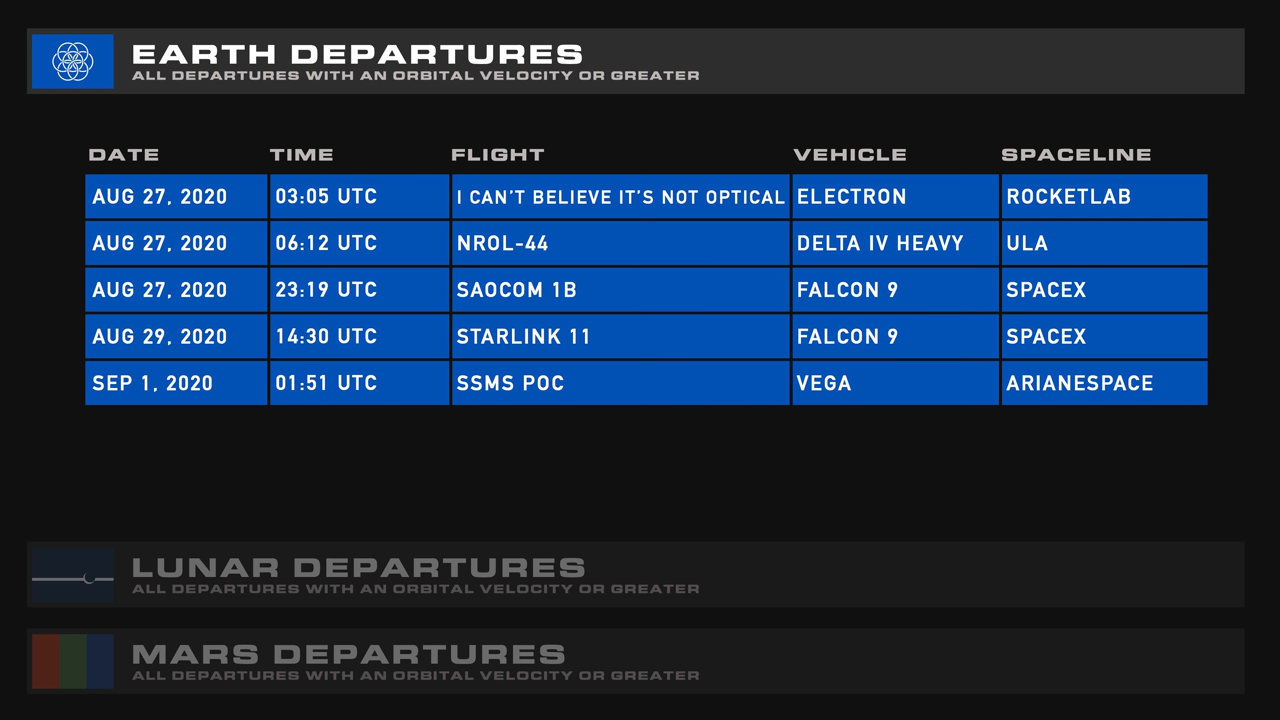 EARTH DEPARTURES
ALL DEPARTURES WITH AN ORBITAL VELOCITY OR GREATER
DATE TIME FLIGHT VEHICLE SPACELINE
AUG 27, 2020 03:05 UTC I CAN'T BELIEVE IT'S NOT OPTICAL ELECTRON ROCKETLAB
AUG 27, 2020 06:12 UTC NROL-44 DELTA IV HEAVY ULA
AUG 27, 2020 23:19 UTC SAOCOM 1B FALCON 9 SPACEX
AUG 29, 2020 14:30 UTC STARLINK 11 FALCON 9 SPACEX
SEP 1, 2020 01:51 UTC SSMS POC VEGA ARIANESPACE
LUNAR DEPARTURES
ALL DEPARTURES WITH AN ORBITAL VELOCITY OR GREATER
MARS DEPARTURES
ALL DEPARTURES WITH AN ORBITAL VELOCITY OR GREATER